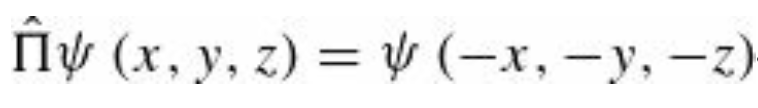 Π̂ψ (x, y, z) = ψ (−x, −y, −z)